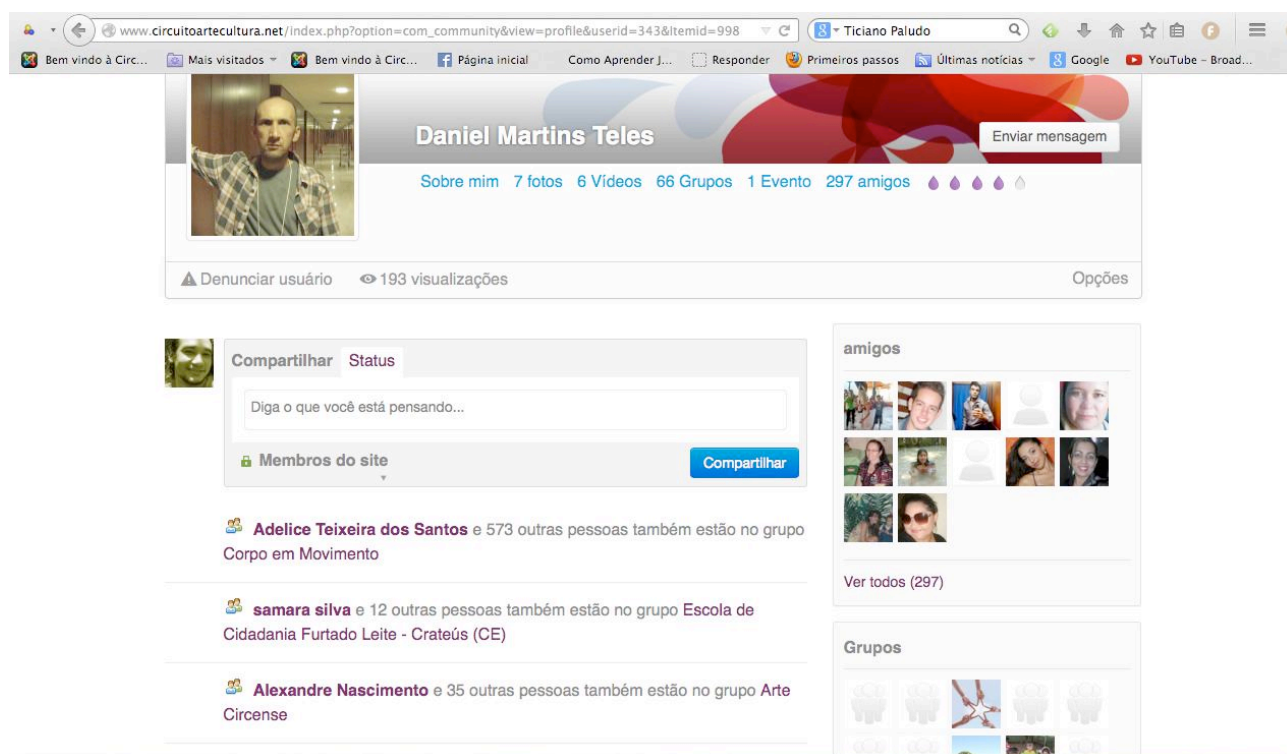 www.circuitoartecultura.net/index.php?option=com_community&view=profile&userid=343&Itemid=998
Ticiano Paludo
Bem vindo à Circ... Mais visitados Bem vindo à Circ... Página inicial Como Aprender J... Responder Primeiros passos Últimas notícias Google YouTube - Broad...
Daniel Martins Teles
Enviar mensagem
Sobre mim 7 fotos 6 Vídeos 66 Grupos 1 Evento 297 amigos
Denunciar usuário 193 visualizações Opções
Compartilhar Status
Diga o que você está pensando...
Membros do site
Compartilhar
Adelice Teixeira dos Santos e 573 outras pessoas também estão no grupo
Corpo em Movimento
samara silva e 12 outras pessoas também estão no grupo Escola de
Cidadania Furtado Leite - Crateús (CE)
Alexandre Nascimento e 35 outras pessoas também estão no grupo Arte
Circense
amigos
Ver todos (297)
Grupos